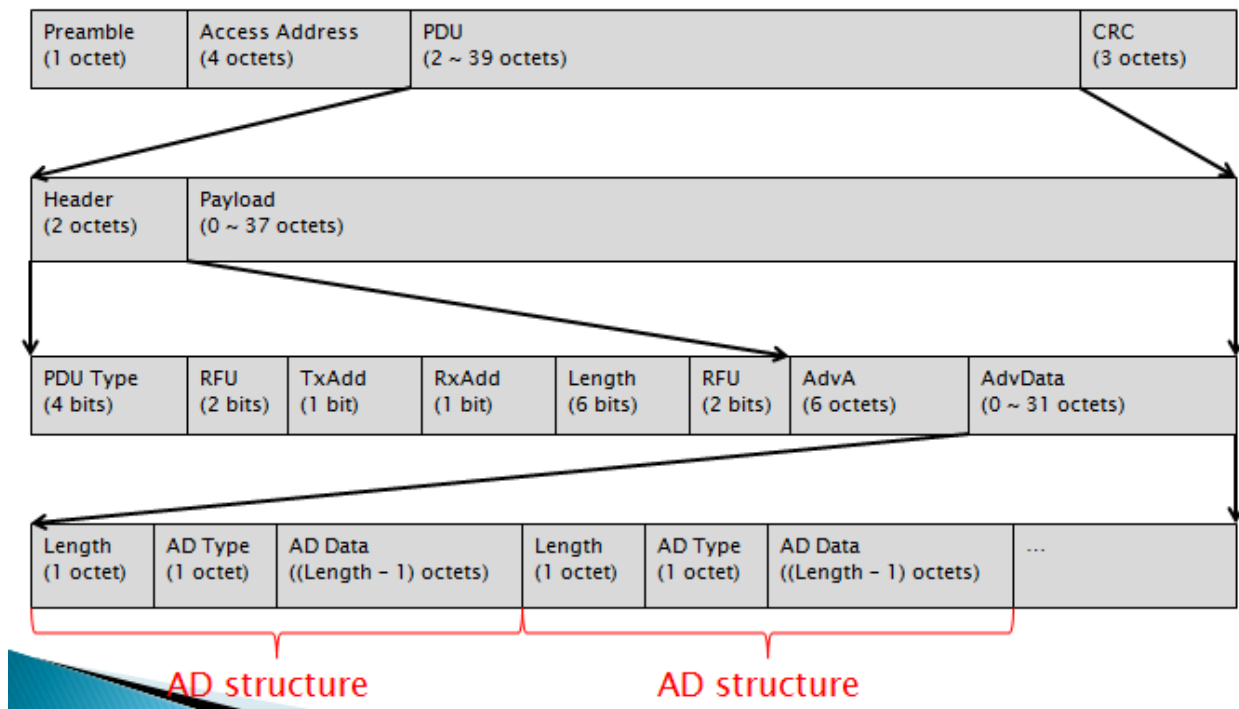 Preamble
(1 octet)
Access Address
(4 octets)
PDU
(2 ~ 39 octets)
CRC
(3 octets)
Header
(2 octets)
Payload
(0 ~ 37 octets)
PDU Type
(4 bits)
RFU
(2 bits)
TxAdd
(1 bit)
RxAdd
(1 bit)
Length
(6 bits)
RFU
(2 bits)
AdvA
(6 octets)
AdvData
(0 ~ 31 octets)
Length
(1 octet)
AD Type
(1 octet)
AD Data
((Length – 1) octets)
Length
(1 octet)
AD Type
(1 octet)
AD Data
((Length – 1) octets)
...
AD structure
AD structure